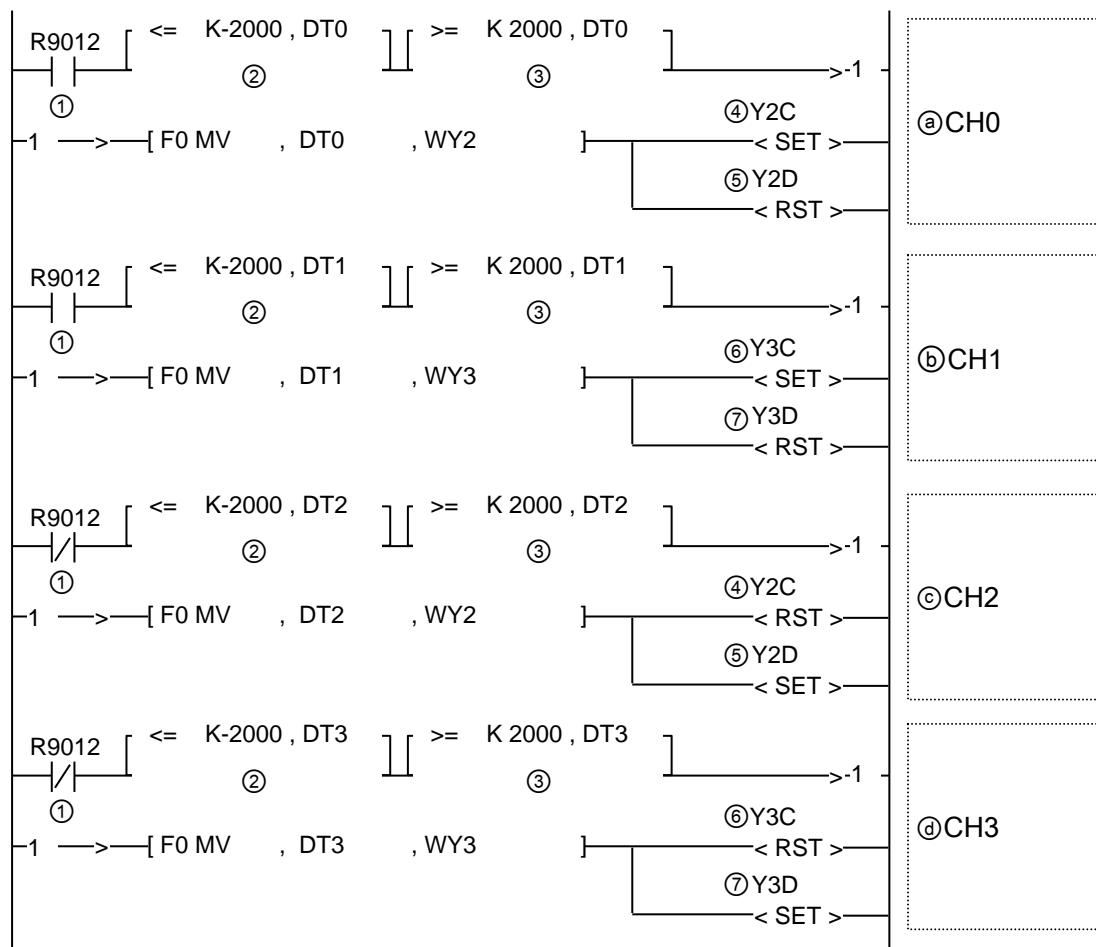 R9012 <= K-2000 , DT0 >= K 2000 , DT0
① ② ③ > 1
1 > [ F0 MV , DT0 , WY2 ] ④Y2C < SET >
⑤Y2D < RST >
ⓐCH0
R9012 <= K-2000 , DT1 >= K 2000 , DT1
① ② ③ > 1
1 > [ F0 MV , DT1 , WY3 ] ⑥Y3C < SET >
⑦Y3D < RST >
ⓑCH1
R9012 <= K-2000 , DT2 >= K 2000 , DT2
① ② ③ > 1
1 > [ F0 MV , DT2 , WY2 ] ④Y2C < RST >
⑤Y2D < SET >
ⓒCH2
R9012 <= K-2000 , DT3 >= K 2000 , DT3
① ② ③ > 1
1 > [ F0 MV , DT3 , WY3 ] ⑥Y3C < RST >
⑦Y3D < SET >
ⓓCH3